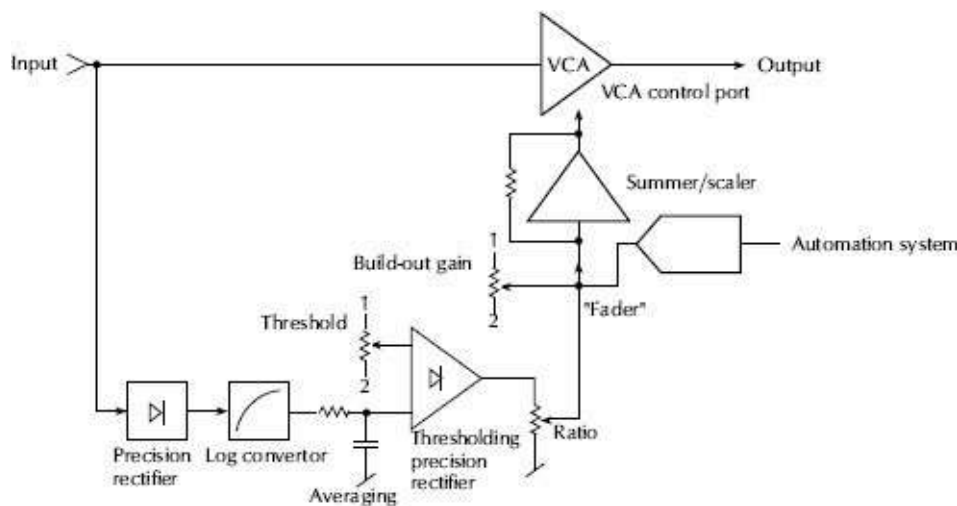 Input
VCA
Output
VCA control port
Summer/scaler
1
Automation system
Build-out gain
2
"Fader"
1
Threshold
2
Ratio
Precision
rectifier
Log convertor
Averaging
Thresholding
precision
rectifier